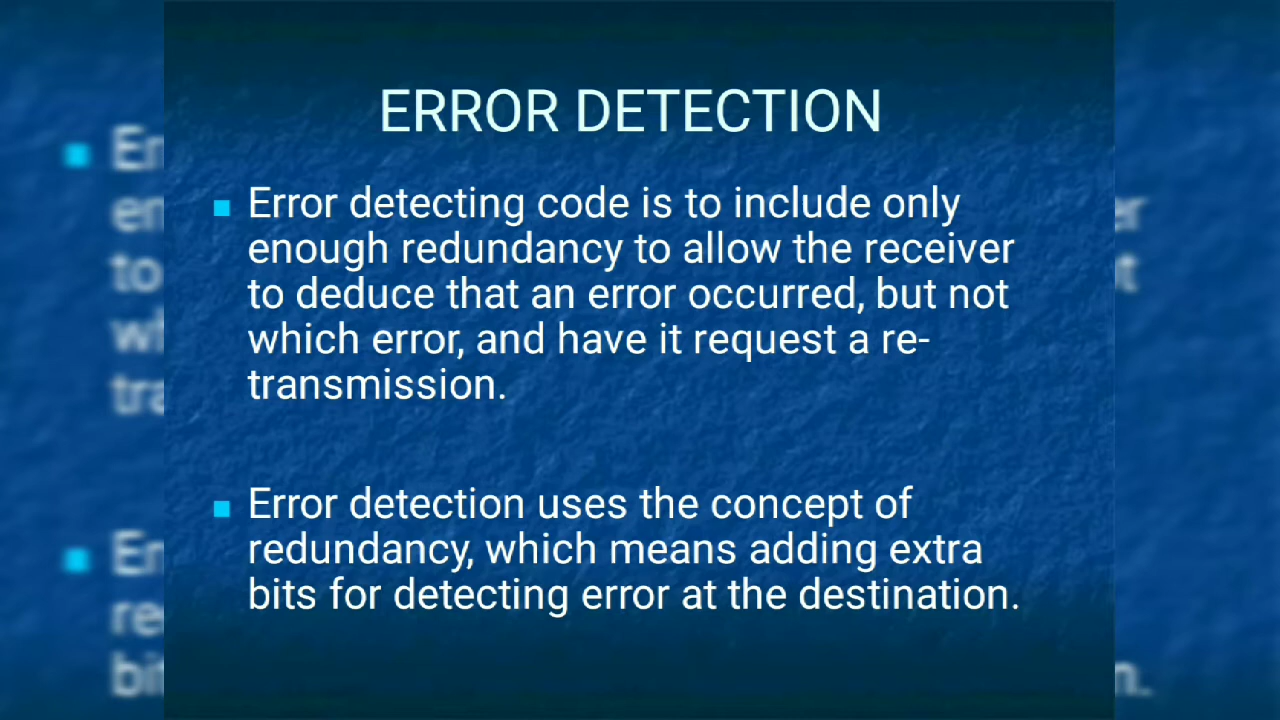 ERROR DETECTION
Error detecting code is to include only
enough redundancy to allow the receiver
to deduce that an error occurred, but not
which error, and have it request a re-
transmission.
Error detection uses the concept of
redundancy, which means adding extra
bits for detecting error at the destination.